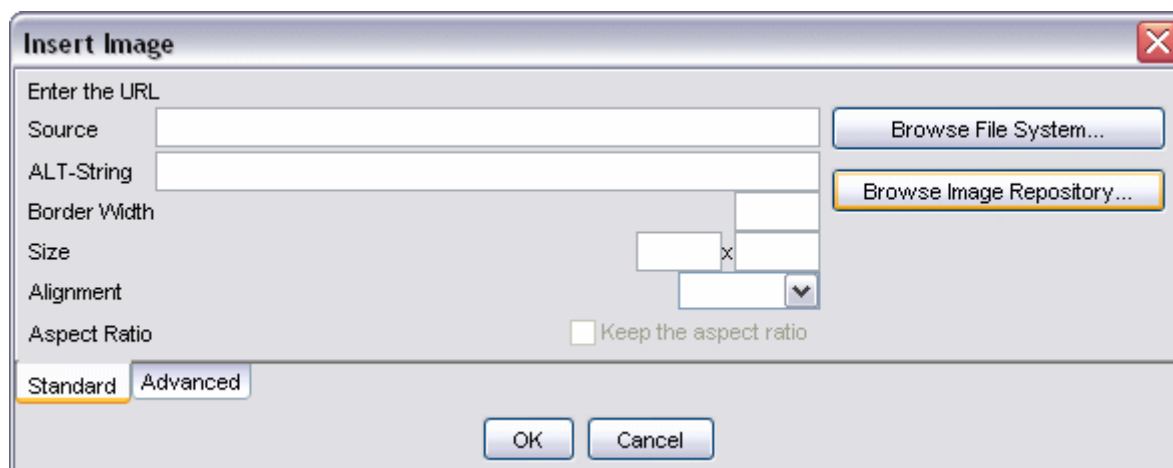 Insert Image
Enter the URL
Source
Browse File System...
ALT-String
Browse Image Repository...
Border Width
Size
x
Alignment
Aspect Ratio
Keep the aspect ratio
Standard
Advanced
OK
Cancel